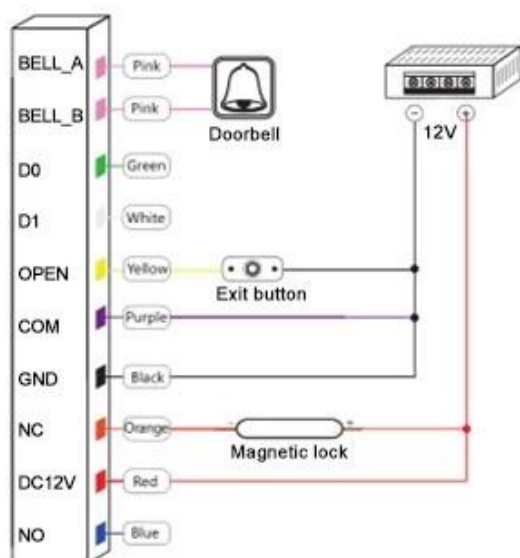 BELL_A Pink
BELL_B Pink
Doorbell
− 12V +
D0 Green
D1 White
OPEN Yellow
Exit button
COM Purple
GND Black
NC Orange - +
Magnetic lock
DC12V Red
NO Blue